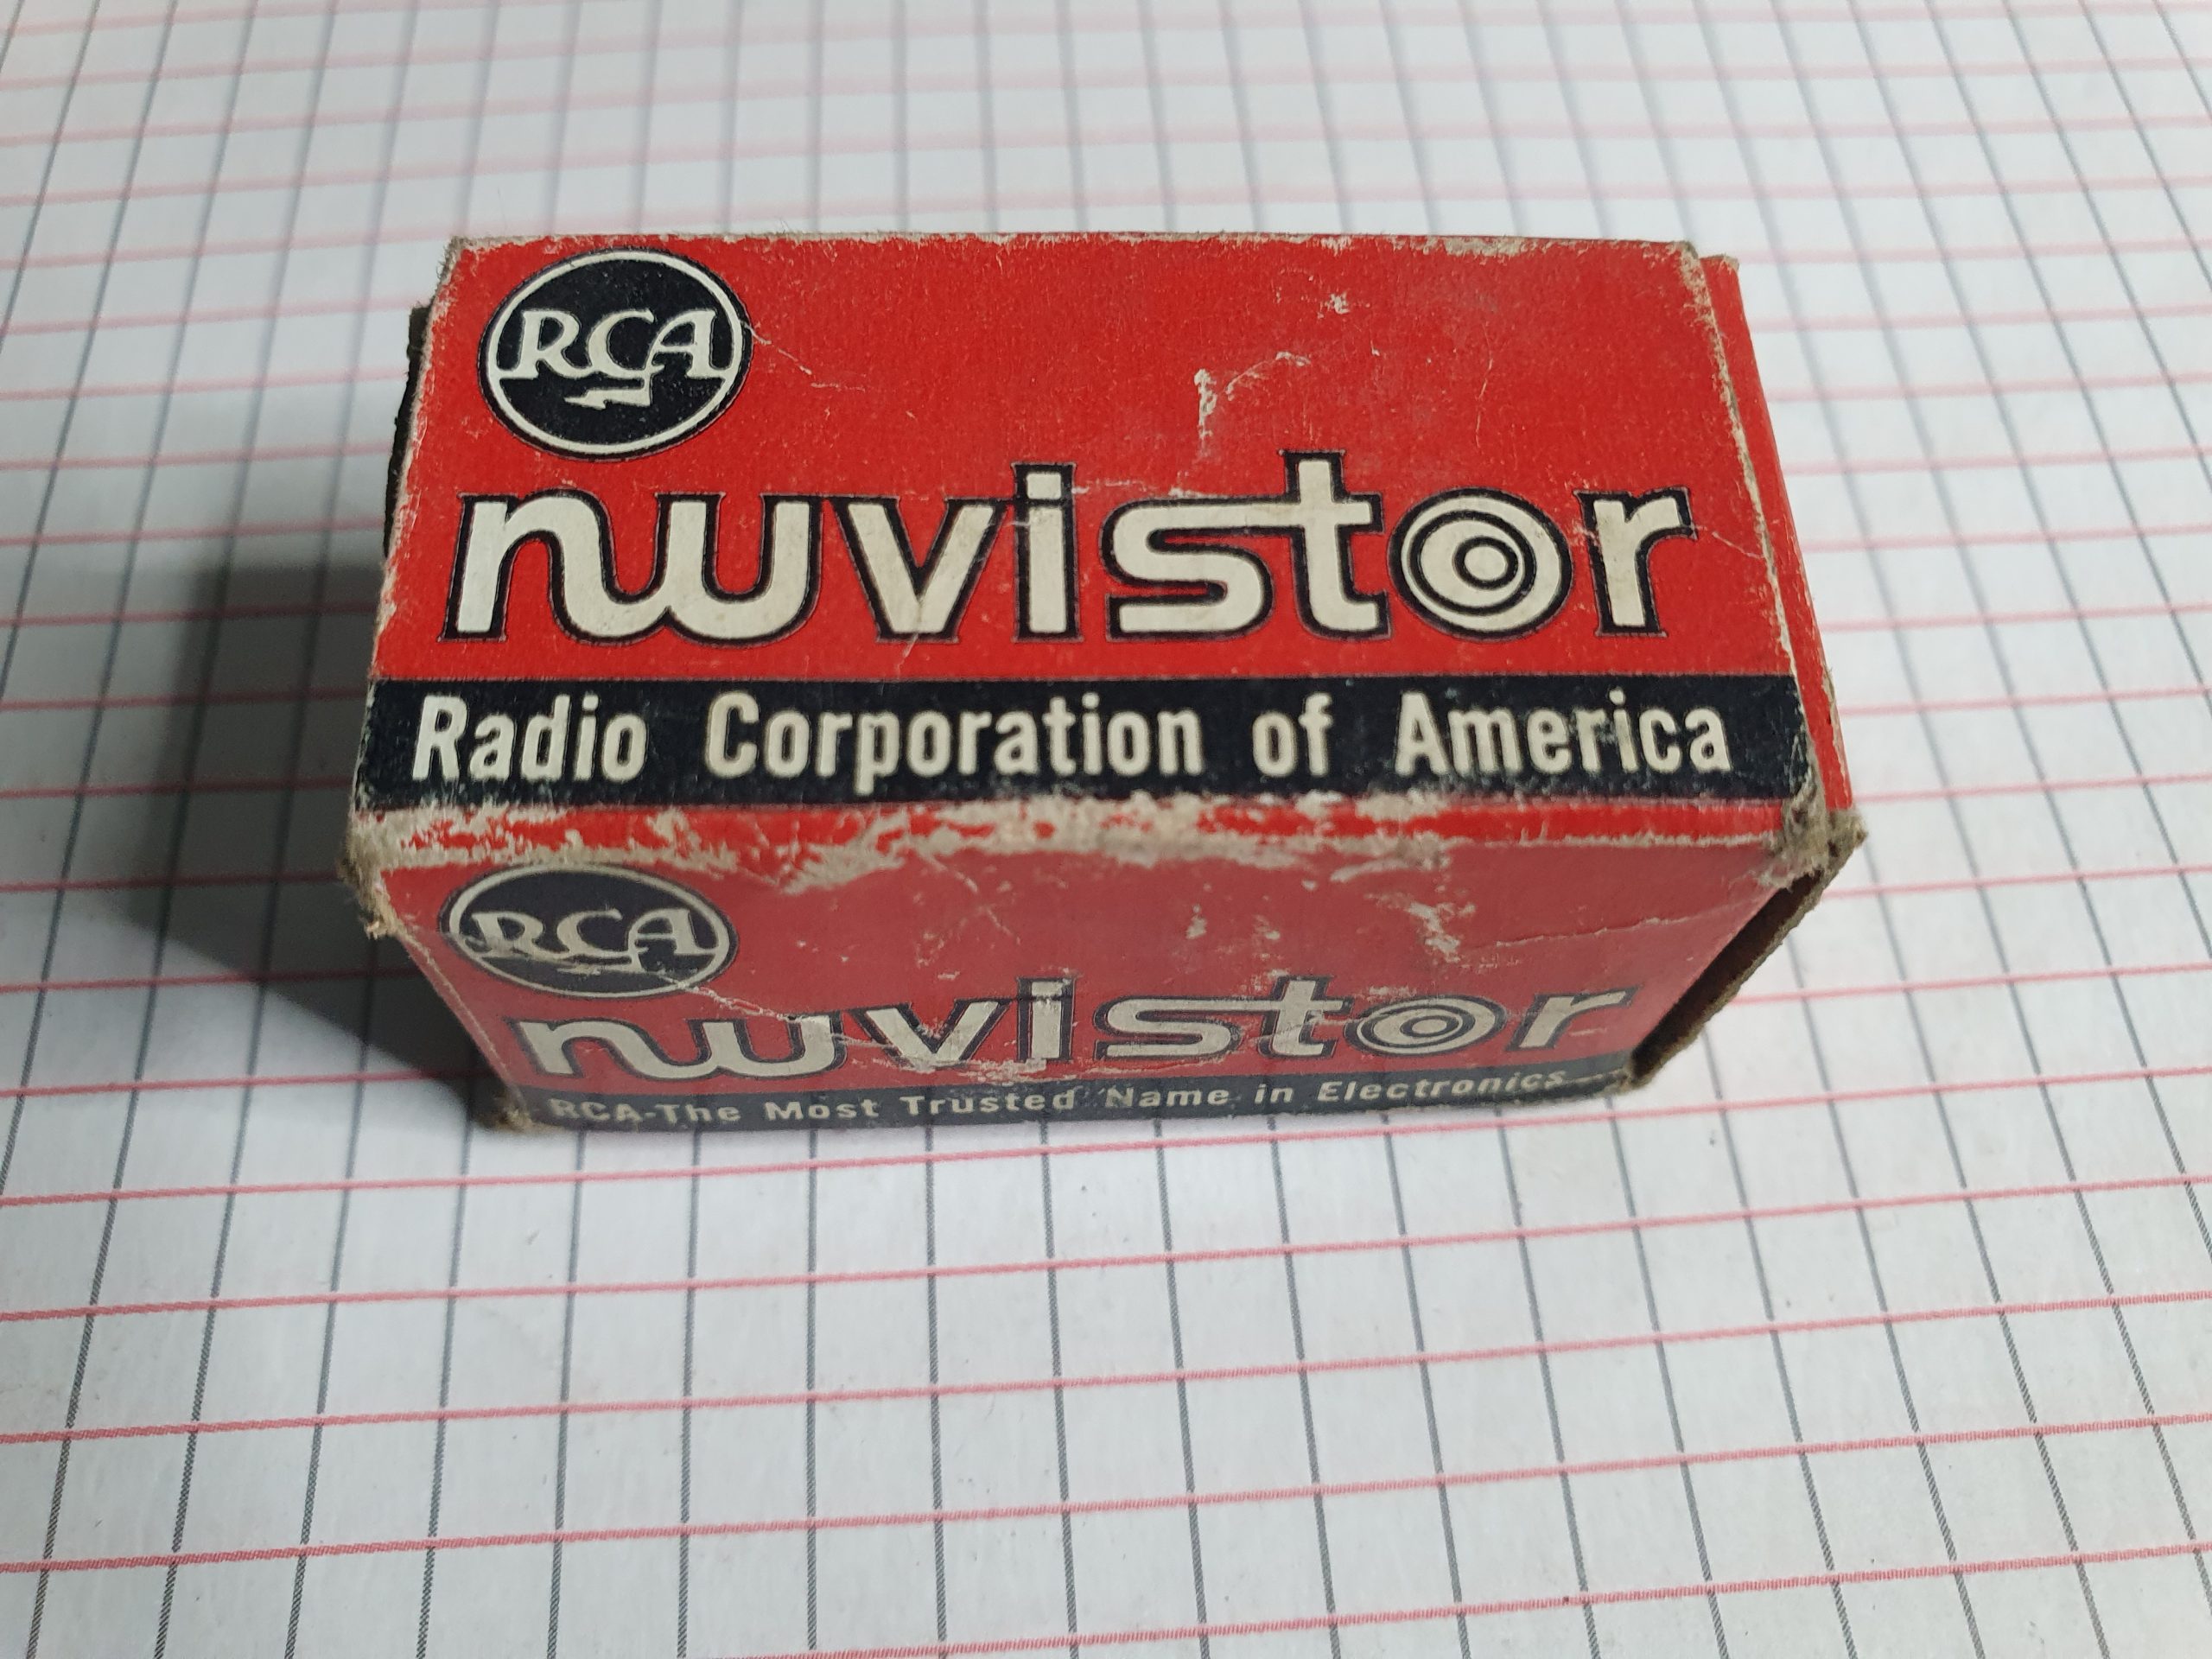 RCA
nuvistor
Radio Corporation of America
RCA
nuvistor
RCA-The Most Trusted Name in Electronics